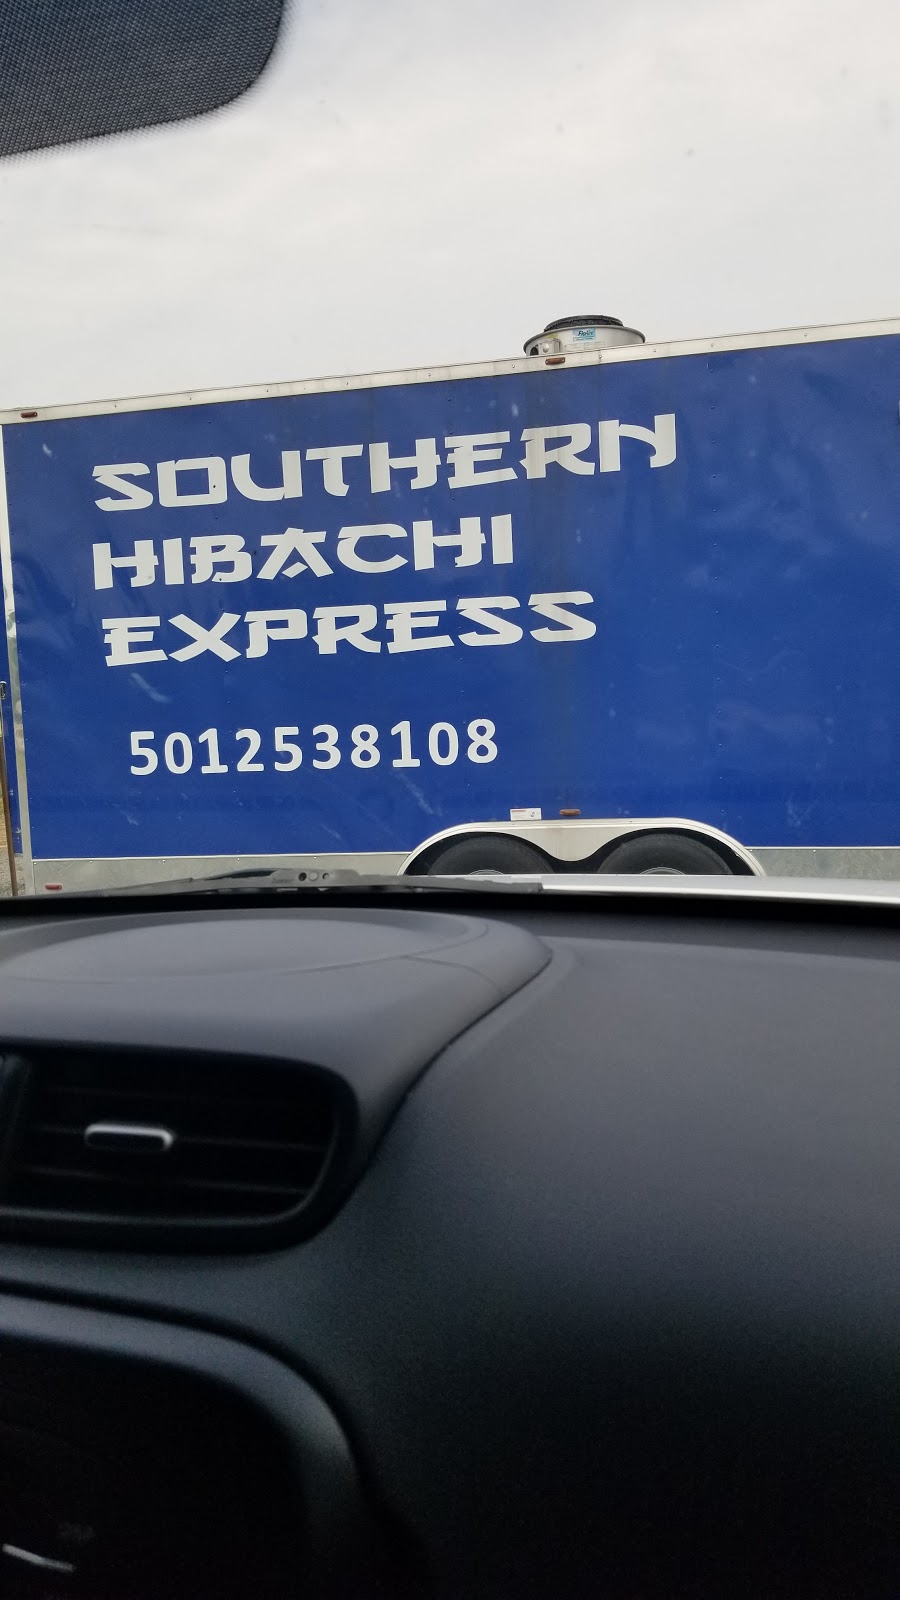 SOUTHERN
HIBACHI
EXPRESS
5012538108